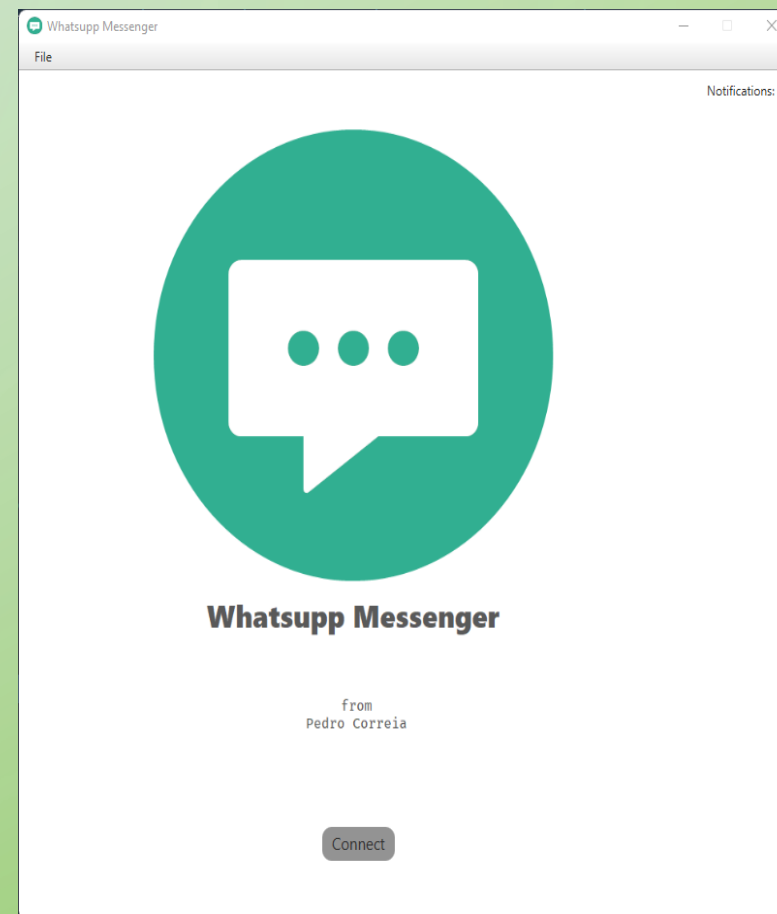 Whatsupp Messenger
File
Notifications:
Whatsupp Messenger
from
Pedro Correia
Connect